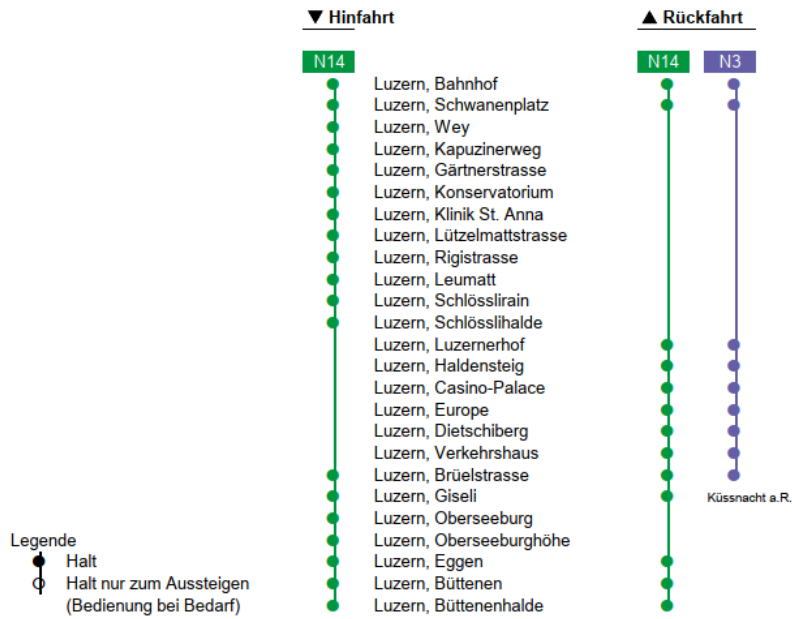 ▼ Hinfahrt ▲ Rückfahrt
N14 N14 N3
Luzern, Bahnhof
Luzern, Schwanenplatz
Luzern, Wey
Luzern, Kapuzinerweg
Luzern, Gärtnerstrasse
Luzern, Konservatorium
Luzern, Klinik St. Anna
Luzern, Lützelmattstrasse
Luzern, Rigistrasse
Luzern, Leumatt
Luzern, Schlösslirain
Luzern, Schlösslihalde
Luzern, Luzernerhof
Luzern, Haldensteig
Luzern, Casino-Palace
Luzern, Europe
Luzern, Dietschiberg
Luzern, Verkehrshaus
Luzern, Brüelstrasse
Luzern, Giseli Küssnacht a.R.
Luzern, Oberseeburg
Luzern, Oberseeburghöhe
Luzern, Eggen
Luzern, Büttenen
Luzern, Büttenenhalde
Legende
Halt
Halt nur zum Aussteigen
(Bedienung bei Bedarf)